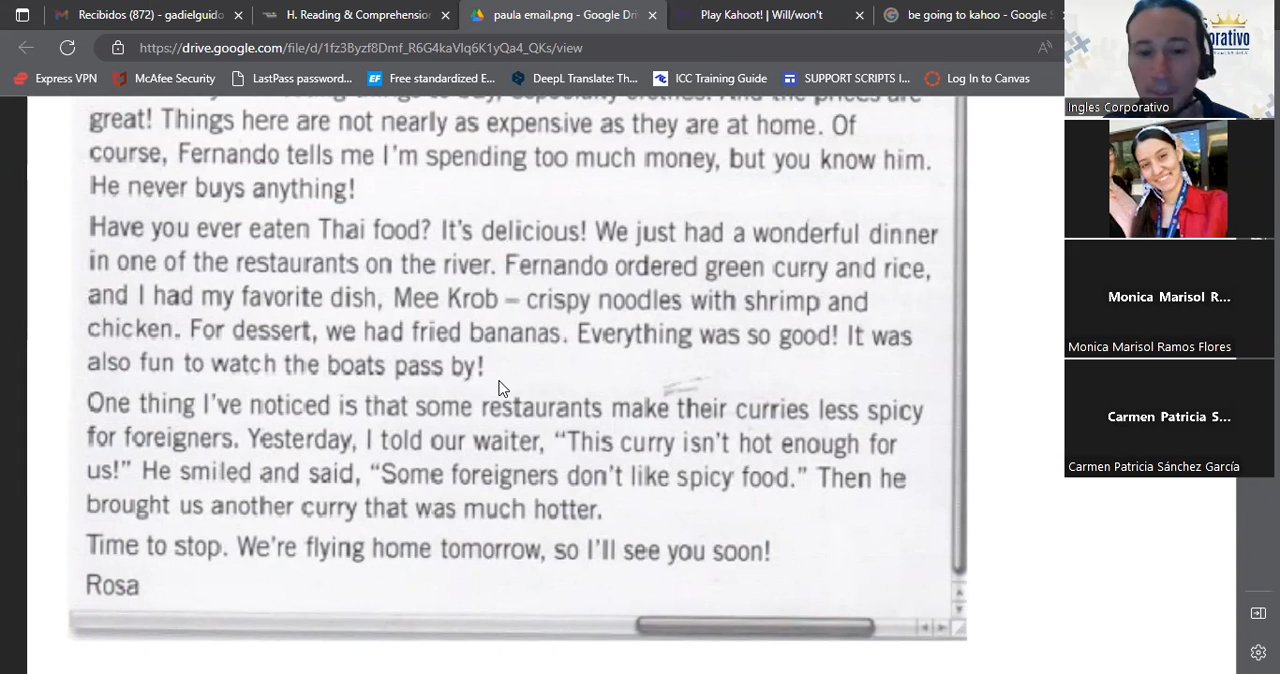 Recibidos (872) - gadielguido
H. Reading & Comprehension
paula email.png - Google Dri
Play Kahoot! | Will/won't
be going to kahoo - Google S
https://drive.google.com/file/d/1fz3Byzf8Dmf_R6G4kaVlq6K1yQa4_QKs/view
Express VPN
McAfee Security
LastPass password...
Free standardized E...
DeepL Translate: Th...
ICC Training Guide
SUPPORT SCRIPTS I...
Log In to Canvas
great! Things here are not nearly as expensive as they are at home. Of
course, Fernando tells me I'm spending too much money, but you know him.
He never buys anything!
Have you ever eaten Thai food? It's delicious! We just had a wonderful dinner
in one of the restaurants on the river. Fernando ordered green curry and rice,
and I had my favorite dish, Mee Krob – crispy noodles with shrimp and
chicken. For dessert, we had fried bananas. Everything was so good! It was
also fun to watch the boats pass by!
One thing I've noticed is that some restaurants make their curries less spicy
for foreigners. Yesterday, I told our waiter, "This curry isn't hot enough for
us!" He smiled and said, "Some foreigners don't like spicy food." Then he
brought us another curry that was much hotter.
Time to stop. We're flying home tomorrow, so I'll see you soon!
Rosa
orativo
Ingles Corporativo
Monica Marisol R...
Monica Marisol Ramos Flores
Carmen Patricia S...
Carmen Patricia Sánchez García